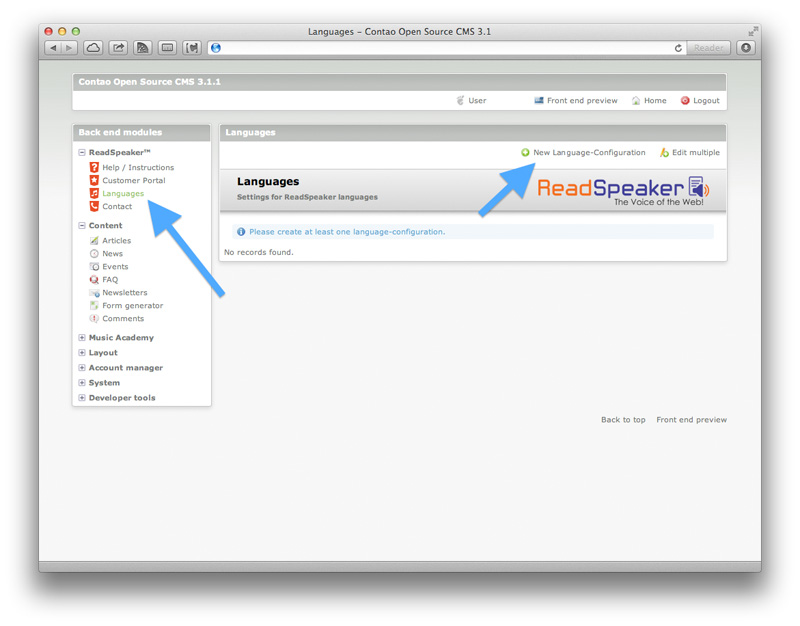 Languages – Contao Open Source CMS 3.1
Reader
Contao Open Source CMS 3.1.1
User Front end preview Home Logout
Back end modules
ReadSpeaker™
Help / Instructions
Customer Portal
Languages
Contact
Content
Articles
News
Events
FAQ
Newsletters
Form generator
Comments
Music Academy
Layout
Account manager
System
Developer tools
Languages
New Language-Configuration Edit multiple
Languages
Settings for ReadSpeaker languages
ReadSpeaker
The Voice of the Web!
Please create at least one language-configuration.
No records found.
Back to top Front end preview